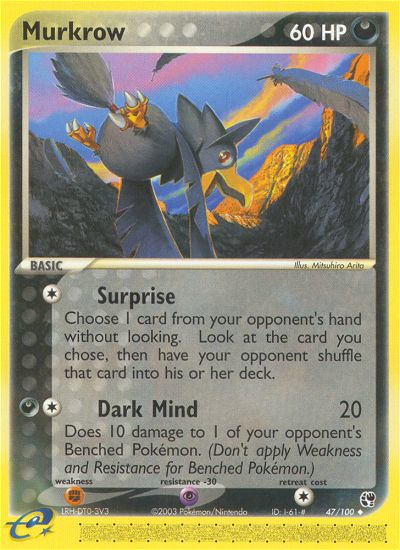 Murkrow
60 HP
BASIC
Illus. Mitsuhiro Arita
Surprise
Choose 1 card from your opponent's hand
without looking. Look at the card you
chose, then have your opponent shuffle
that card into his or her deck.
Dark Mind 20
Does 10 damage to 1 of your opponent's
Benched Pokémon. (Don't apply Weakness
and Resistance for Benched Pokémon.)
weakness resistance -30 retreat cost
LRH-DT0-3V3 ©2003 Pokémon/Nintendo ID: I-61-# 47/100
e